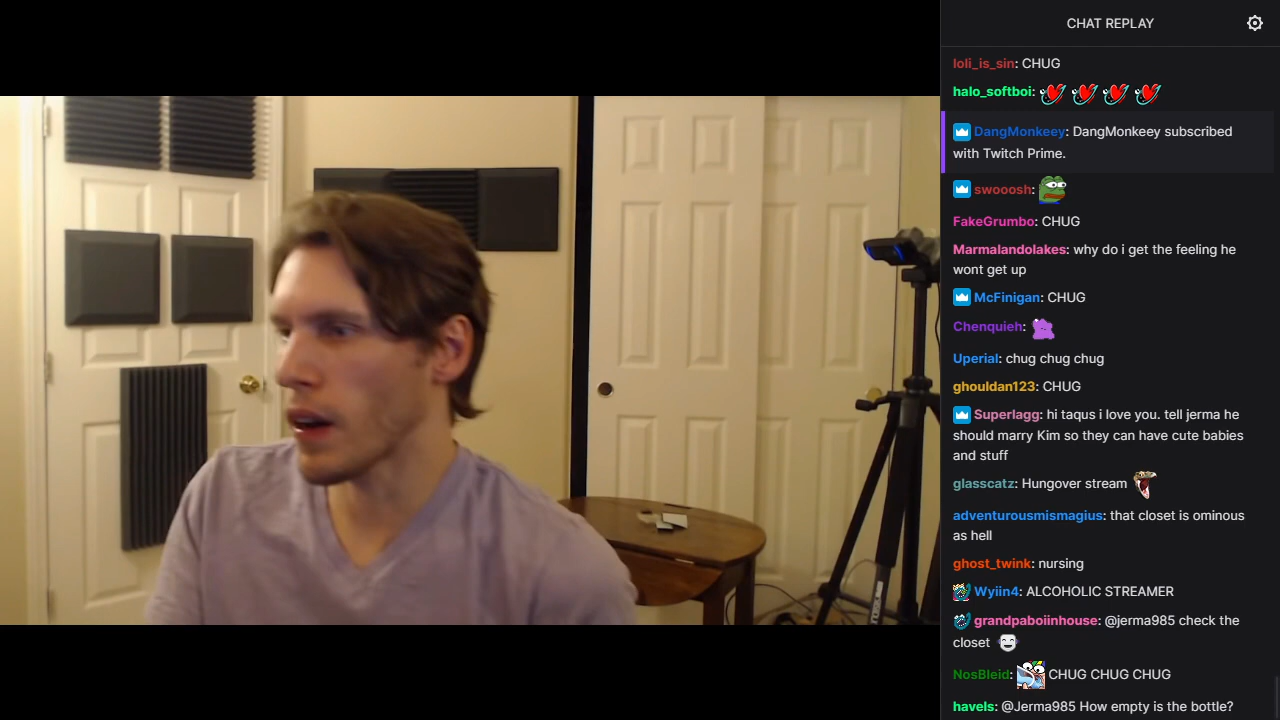 CHAT REPLAY
loli_is_sin: CHUG
halo_softboi:
DangMonkeey: DangMonkeey subscribed
with Twitch Prime.
swooosh:
FakeGrumbo: CHUG
Marmalandolakes: why do i get the feeling he
wont get up
McFinigan: CHUG
Chenquieh:
Uperial: chug chug chug
ghouldan123: CHUG
Superlagg: hi taqus i love you. tell jerma he
should marry Kim so they can have cute babies
and stuff
glasscatz: Hungover stream
adventurousmismagius: that closet is ominous
as hell
ghost_twink: nursing
Wyiin4: ALCOHOLIC STREAMER
grandpaboiinhouse: @jerma985 check the
closet
NosBleid: CHUG CHUG CHUG
havels: @Jerma985 How empty is the bottle?